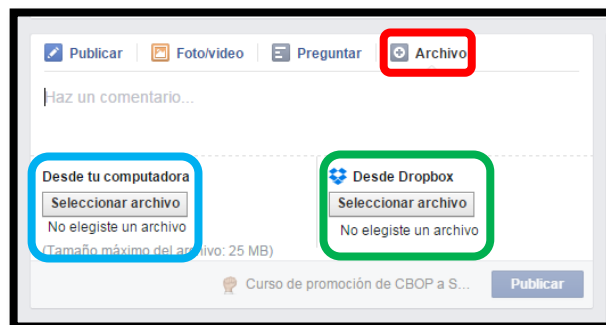 Publicar Foto/video Preguntar Archivo
Haz un comentario...
Desde tu computadora
Seleccionar archivo
No elegiste un archivo
(Tamaño máximo del archivo: 25 MB)
Desde Dropbox
Seleccionar archivo
No elegiste un archivo
Curso de promoción de CBOP a S... Publicar